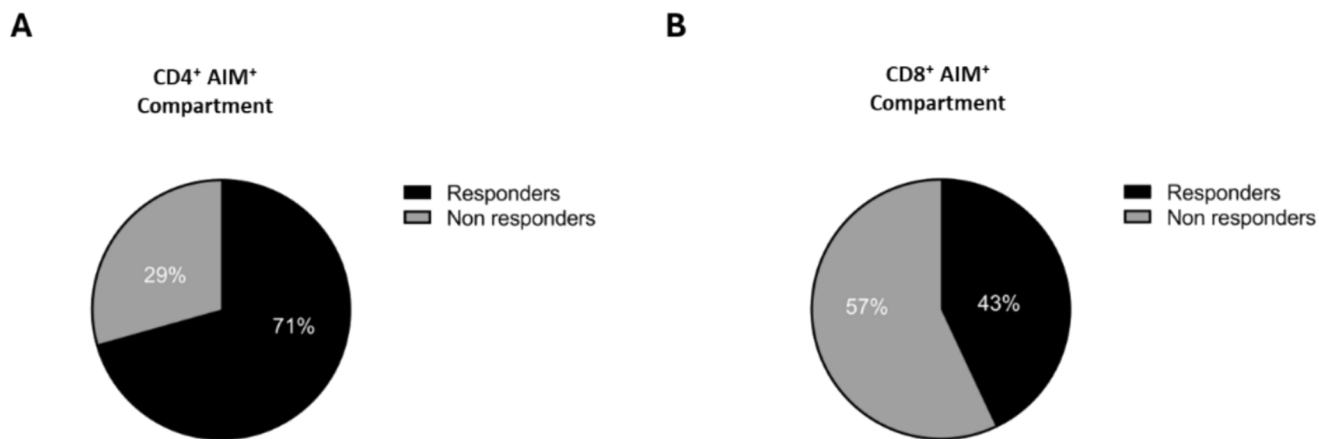 A
CD4⁺ AIM⁺
Compartment
Responders
Non responders
29%
71%
B
CD8⁺ AIM⁺
Compartment
Responders
Non responders
57%
43%